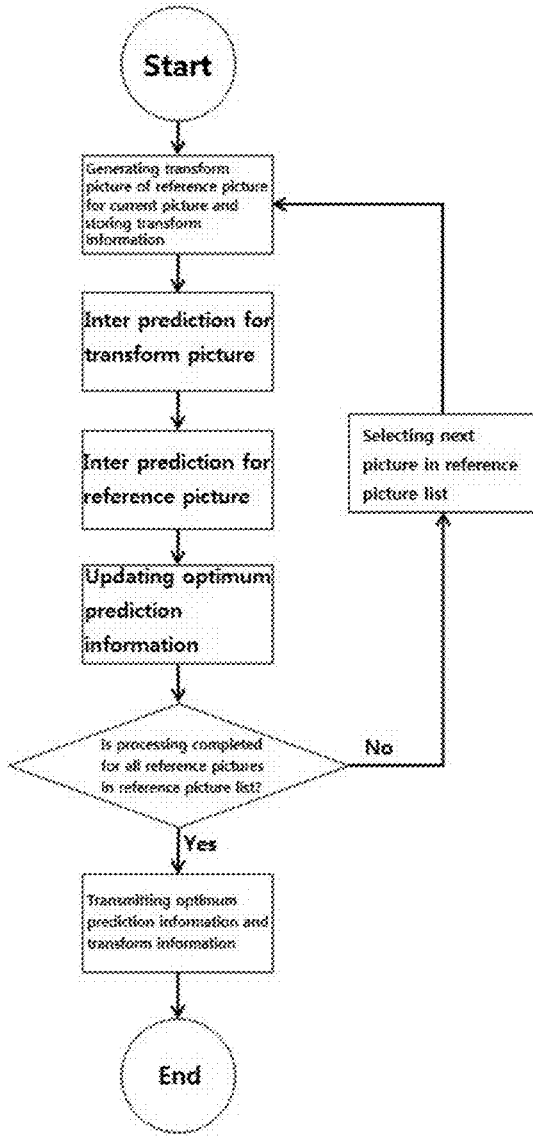 Start
Generating transform
picture of reference picture
for current picture and
storing transform
information
Inter prediction for
transform picture
Inter prediction for
reference picture
Updating optimum
prediction
information
Selecting next
picture in reference
picture list
Is processing completed
for all reference pictures
in reference picture list?
No
Yes
Transmitting optimum
prediction information and
transform information
End